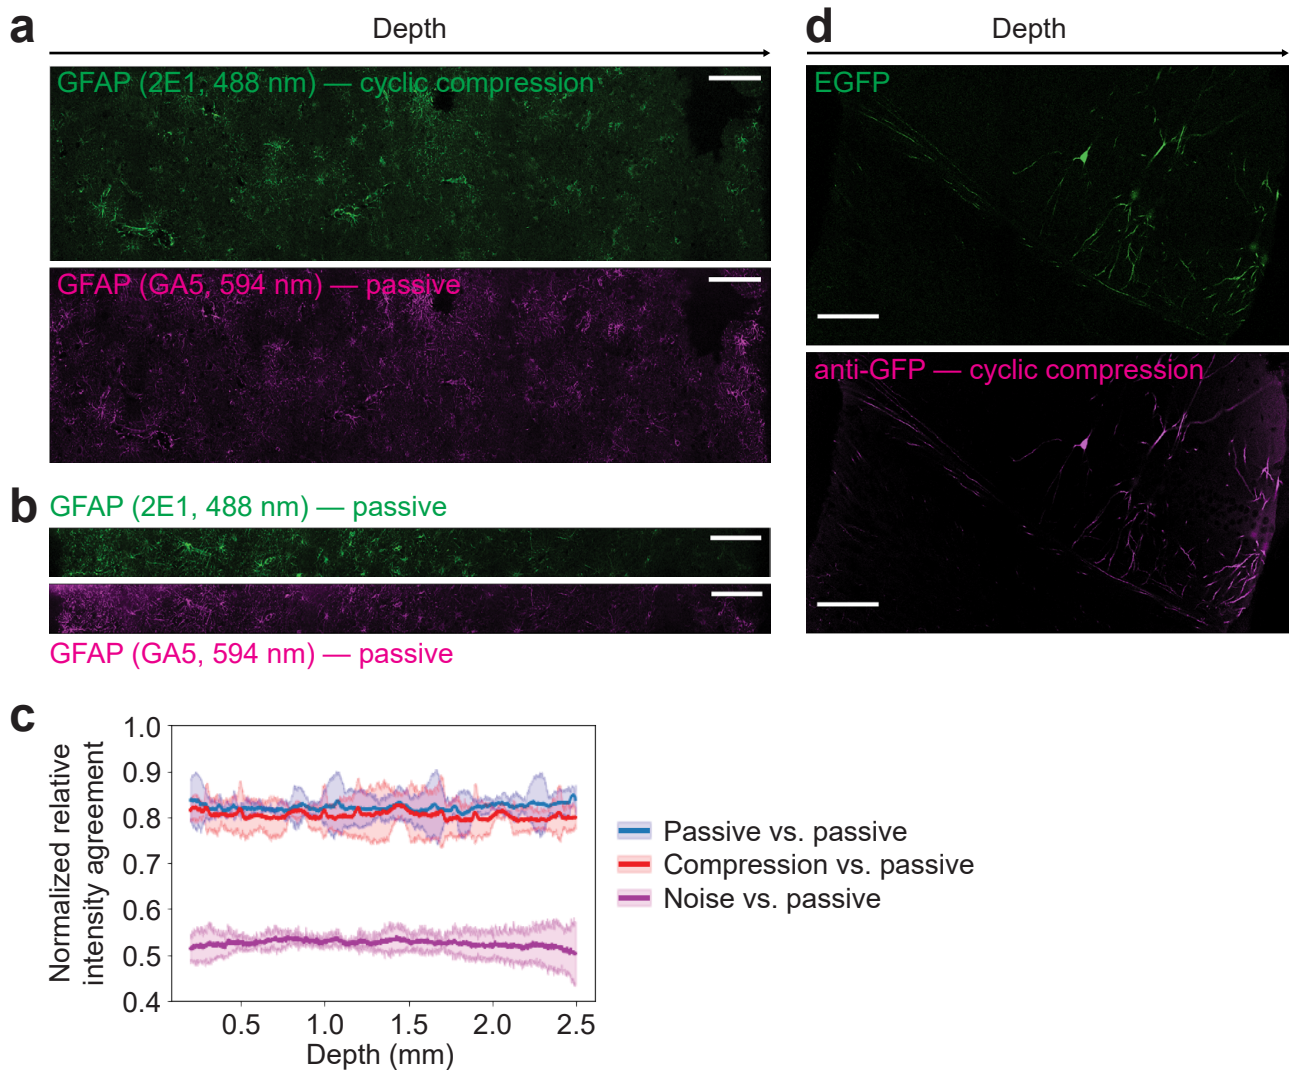 a
Depth
GFAP (2E1, 488 nm) — cyclic compression
GFAP (GA5, 594 nm) — passive
b
GFAP (2E1, 488 nm) — passive
GFAP (GA5, 594 nm) — passive
c
Normalized relative
intensity agreement
1.0
0.9
0.8
0.7
0.6
0.5
0.4
0.5
1.0
1.5
2.0
2.5
Depth (mm)
Passive vs. passive
Compression vs. passive
Noise vs. passive
d
Depth
EGFP
anti-GFP — cyclic compression